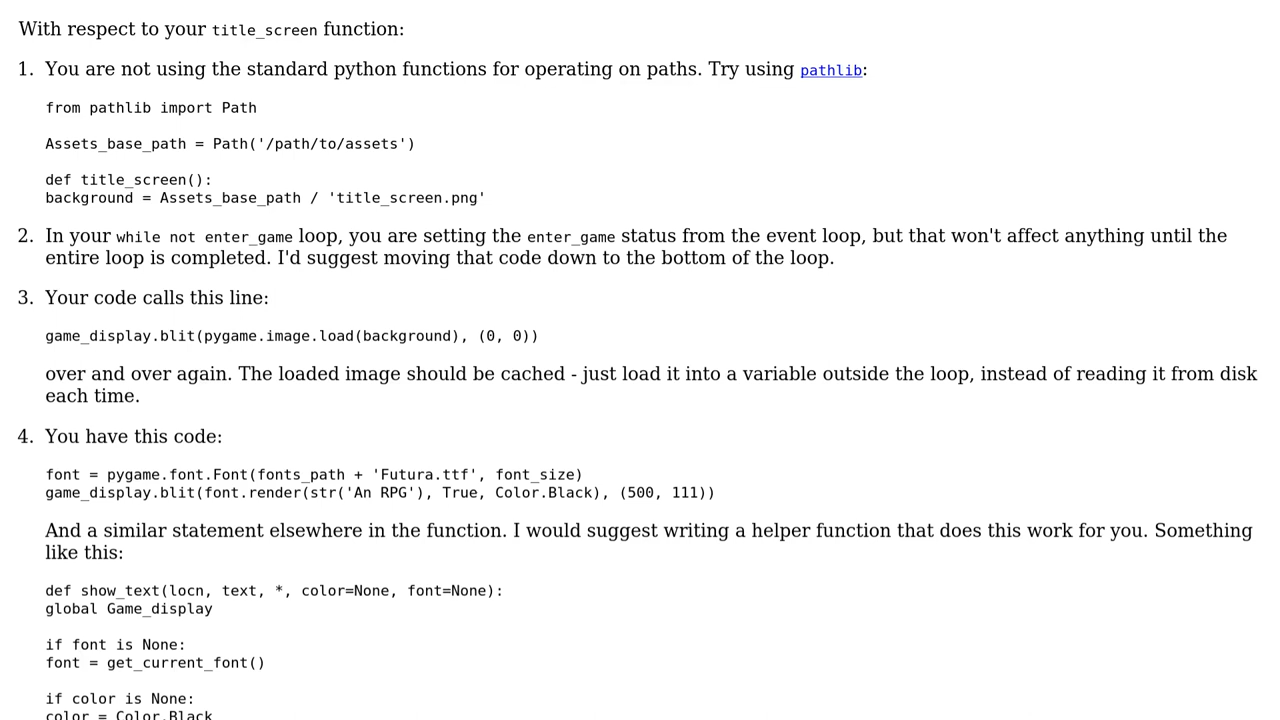 With respect to your title_screen function:
1. You are not using the standard python functions for operating on paths. Try using pathlib:
from pathlib import Path
Assets_base_path = Path('/path/to/assets')
def title_screen():
background = Assets_base_path / 'title_screen.png'
2. In your while not enter_game loop, you are setting the enter_game status from the event loop, but that won't affect anything until the
entire loop is completed. I'd suggest moving that code down to the bottom of the loop.
3. Your code calls this line:
game_display.blit(pygame.image.load(background), (0, 0))
over and over again. The loaded image should be cached - just load it into a variable outside the loop, instead of reading it from disk
each time.
4. You have this code:
font = pygame.font.Font(fonts_path + 'Futura.ttf', font_size)
game_display.blit(font.render(str('An RPG'), True, Color.Black), (500, 111))
And a similar statement elsewhere in the function. I would suggest writing a helper function that does this work for you. Something
like this:
def show_text(locn, text, *, color=None, font=None):
global Game_display
if font is None:
font = get_current_font()
if color is None:
color = Color.Black